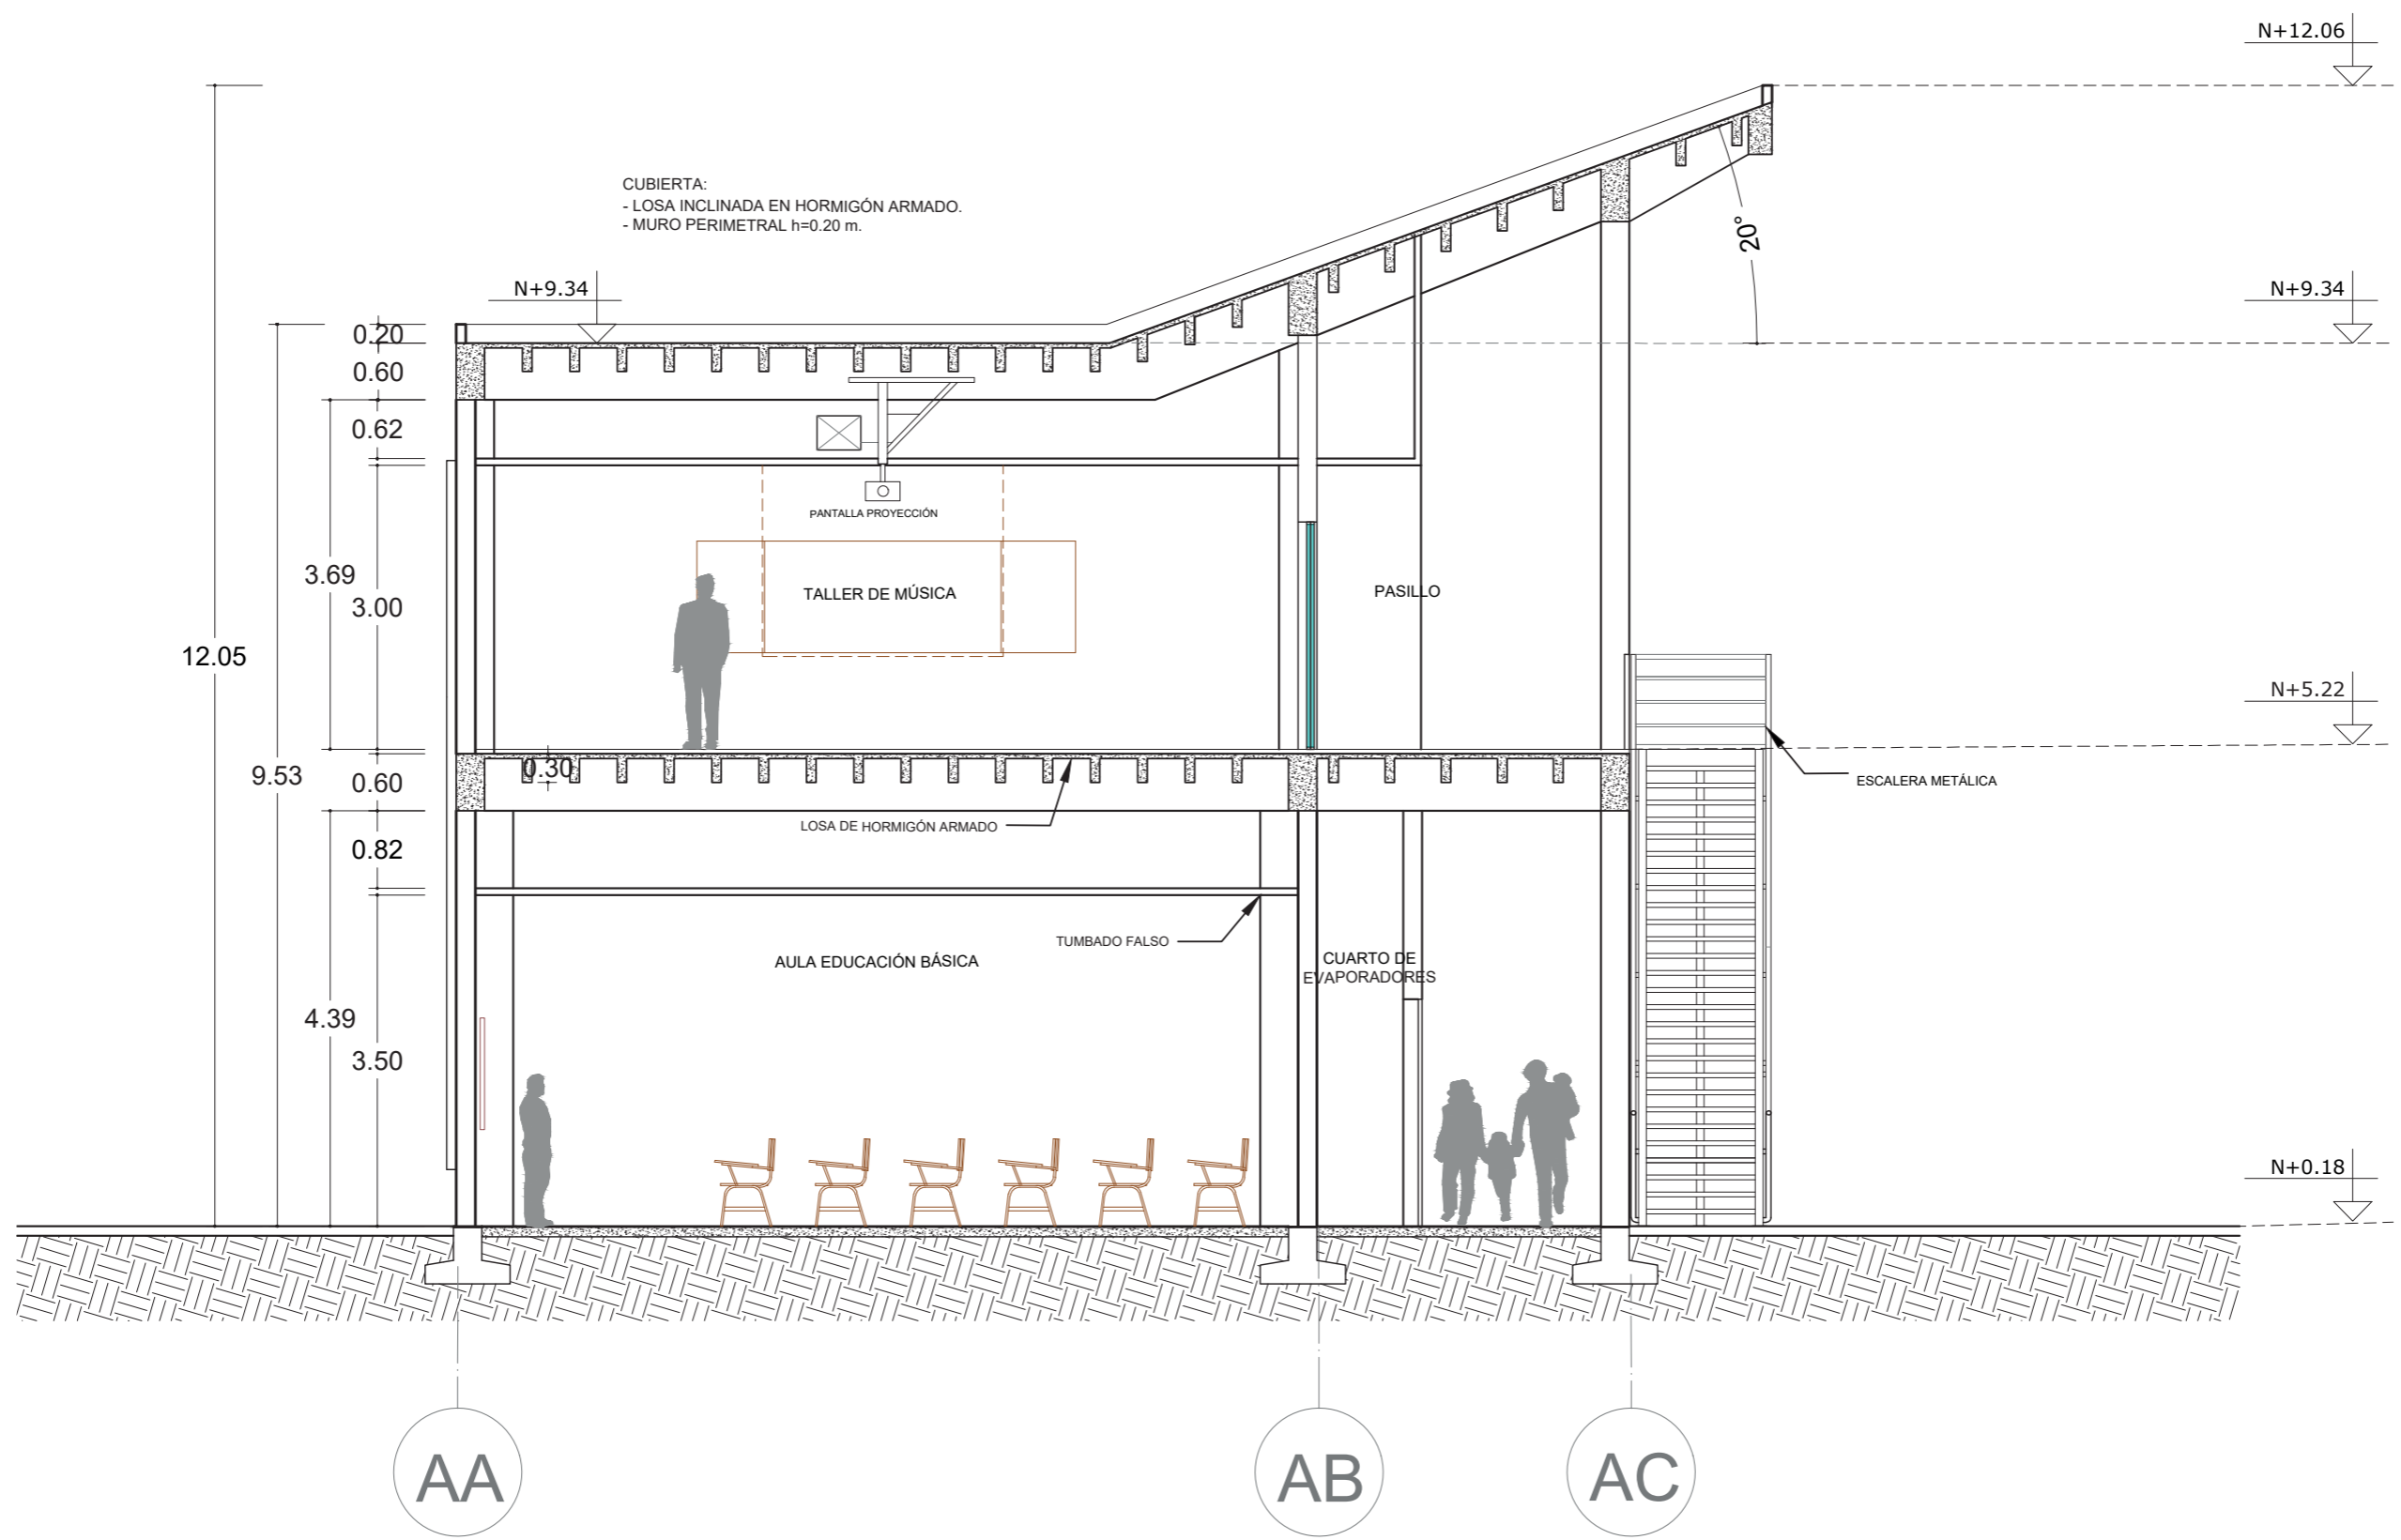 N+12.06
CUBIERTA:
- LOSA INCLINADA EN HORMIGÓN ARMADO.
- MURO PERIMETRAL h=0.20 m.
20°
N+9.34
N+9.34
0.20
0.60
0.62
PANTALLA PROYECCIÓN
3.69
3.00
TALLER DE MÚSICA
PASILLO
12.05
N+5.22
9.53
0.60
0.30
ESCALERA METÁLICA
LOSA DE HORMIGÓN ARMADO
0.82
TUMBADO FALSO
AULA EDUCACIÓN BÁSICA
CUARTO DE
EVAPORADORES
4.39
3.50
N+0.18
AA
AB
AC